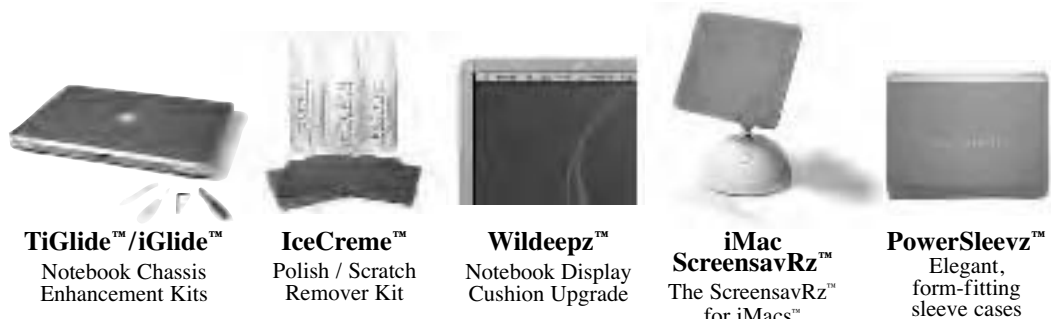 TiGlide™/iGlide™
Notebook Chassis
Enhancement Kits
IceCreme™
Polish / Scratch
Remover Kit
Wildeepz™
Notebook Display
Cushion Upgrade
iMac
ScreensavRz™
The ScreensavRz™
for iMacs™
PowerSleevz™
Elegant,
form-fitting
sleeve cases